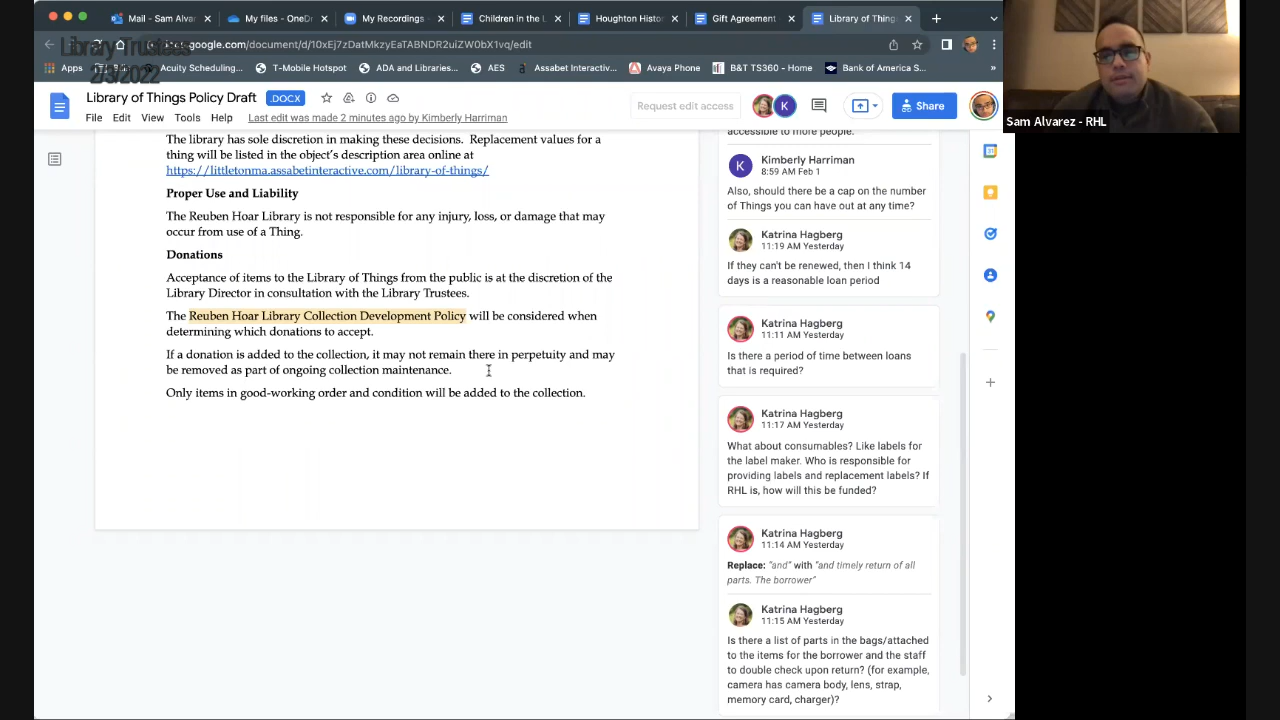 Mail - Sam Alvar
My files - OneDr
My Recordings -
Children in the L
Houghton Histor
Gift Agreement
Library of Thing
Library Trustees
2/3/2022
.google.com/document/d/10xEj7zDatMkzyEaTABNDR2uiZW0bX1vq/edit
Apps
Acuity Scheduling...
T-Mobile Hotspot
ADA and Libraries...
AES
Assabet Interactiv...
Avaya Phone
B&T TS360 - Home
Bank of America S...
»
Library of Things Policy Draft
.DOCX
File Edit View Tools Help
Last edit was made 2 minutes ago by Kimberly Harriman
Request edit access
K
Share
Sam Alvarez - RHL
The library has sole discretion in making these decisions. Replacement values for a
thing will be listed in the object's description area online at
https://littletonma.assabetinteractive.com/library-of-things/
Proper Use and Liability
The Reuben Hoar Library is not responsible for any injury, loss, or damage that may
occur from use of a Thing.
Donations
Acceptance of items to the Library of Things from the public is at the discretion of the
Library Director in consultation with the Library Trustees.
The Reuben Hoar Library Collection Development Policy will be considered when
determining which donations to accept.
If a donation is added to the collection, it may not remain there in perpetuity and may
be removed as part of ongoing collection maintenance.
Only items in good-working order and condition will be added to the collection.
accessible to more people.
K
Kimberly Harriman
8:59 AM Feb 1
Also, should there be a cap on the number
of Things you can have out at any time?
Katrina Hagberg
11:19 AM Yesterday
If they can't be renewed, then I think 14
days is a reasonable loan period
Katrina Hagberg
11:11 AM Yesterday
Is there a period of time between loans
that is required?
Katrina Hagberg
11:17 AM Yesterday
What about consumables? Like labels for
the label maker. Who is responsible for
providing labels and replacement labels? If
RHL is, how will this be funded?
Katrina Hagberg
11:14 AM Yesterday
Replace: "and" with "and timely return of all
parts. The borrower"
Katrina Hagberg
11:15 AM Yesterday
Is there a list of parts in the bags/attached
to the items for the borrower and the staff
to double check upon return? (for example,
camera has camera body, lens, strap,
memory card, charger)?